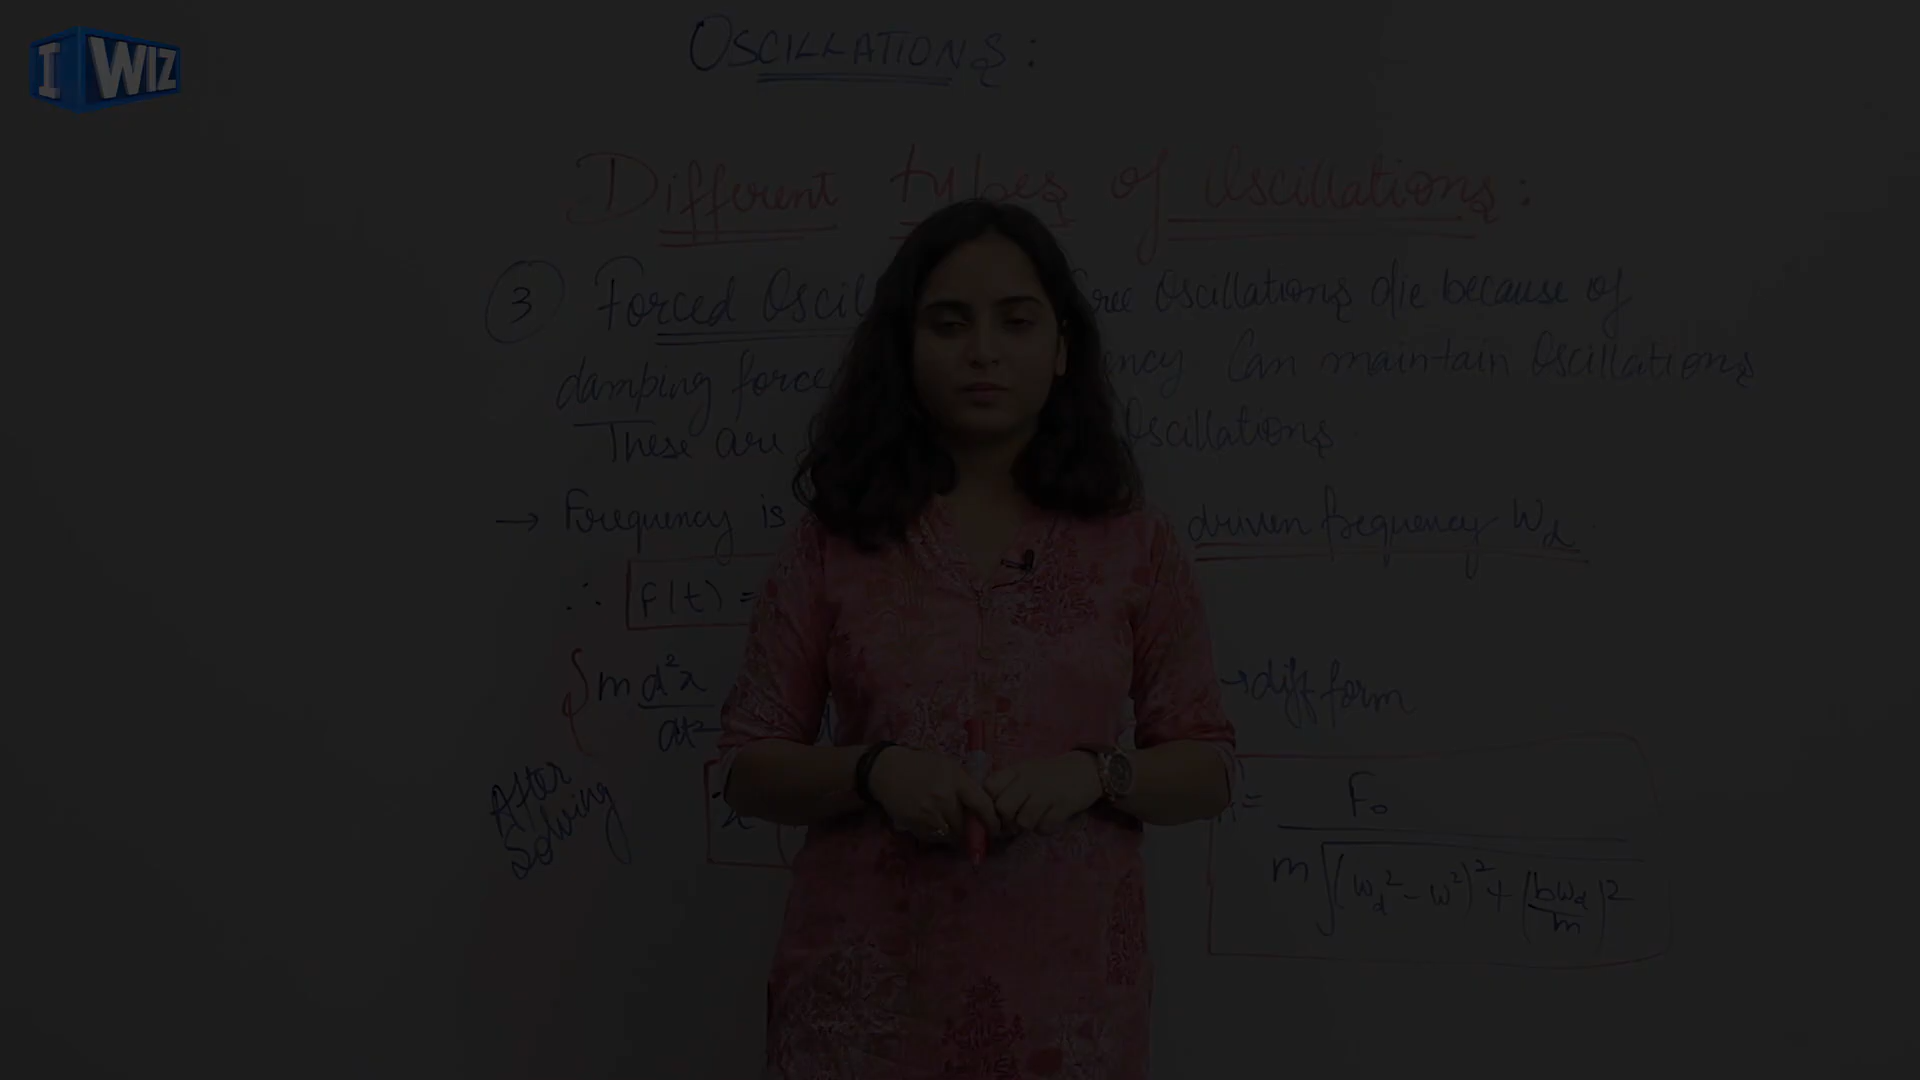 I WIZ
OSCILLATIONS:
Different types of Oscillations:
3 Forced Oscil ree Oscillations die because of
damping force ency Can maintain Oscillations
These are Oscillations
→ Frequency is driven frequency Wd
∴ f(t) =
m d²x →diff form
dt²
After Solving
x = F₀
m √(wd² - w²)² + (bwd/m)²